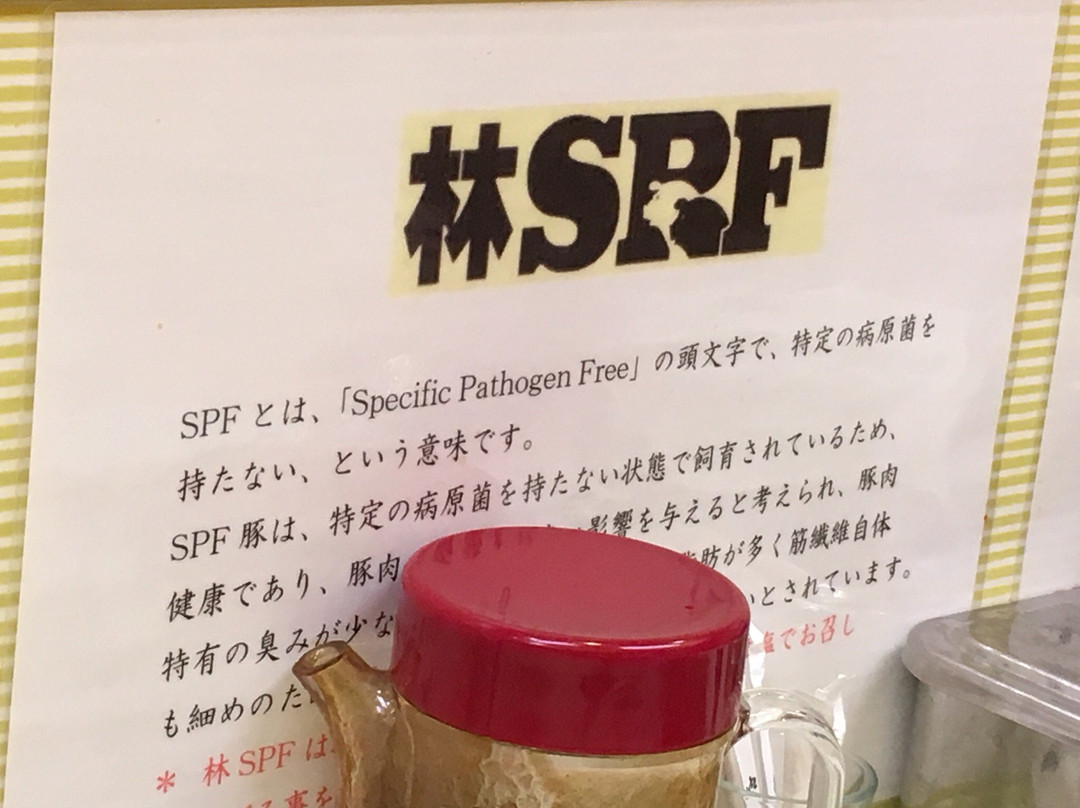 林SPF
SPFとは、「Specific Pathogen Free」の頭文字で、特定の病原菌を
持たない、という意味です。
SPF豚は、特定の病原菌を持たない状態で飼育されているため、
健康であり、豚肉 影響を与えると考えられ、豚肉
特有の臭みが少な 脂肪が多く筋繊維自体
も細めのた いとされています。
* 林SPFは 塩でお召し
事を